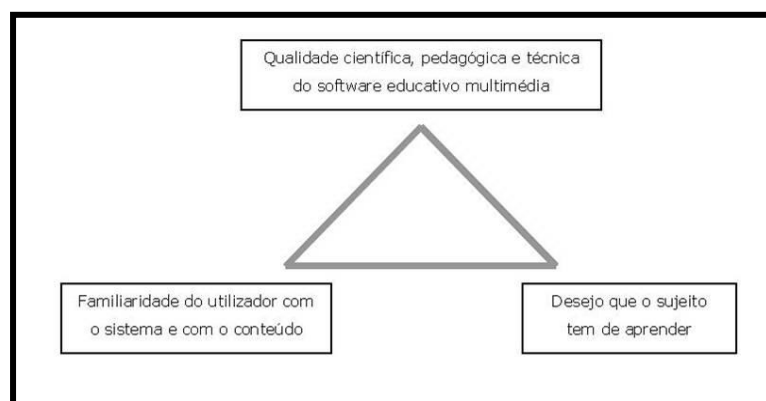 Qualidade científica, pedagógica e técnica
do software educativo multimédia
Familiaridade do utilizador com
o sistema e com o conteúdo
Desejo que o sujeito
tem de aprender